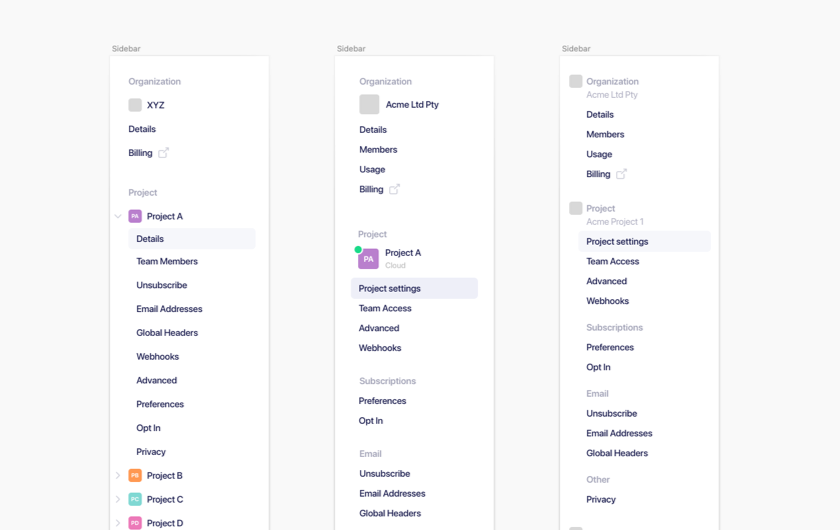 Sidebar
Organization
XYZ
Details
Billing
Project
PA Project A
Details
Team Members
Unsubscribe
Email Addresses
Global Headers
Webhooks
Advanced
Preferences
Opt In
Privacy
PB Project B
PC Project C
PD Project D
Sidebar
Organization
Acme Ltd Pty
Details
Members
Usage
Billing
Project
PA Project A
Cloud
Project settings
Team Access
Advanced
Webhooks
Subscriptions
Preferences
Opt In
Email
Unsubscribe
Email Addresses
Global Headers
Sidebar
Organization
Acme Ltd Pty
Details
Members
Usage
Billing
Project
Acme Project 1
Project settings
Team Access
Advanced
Webhooks
Subscriptions
Preferences
Opt In
Email
Unsubscribe
Email Addresses
Global Headers
Other
Privacy